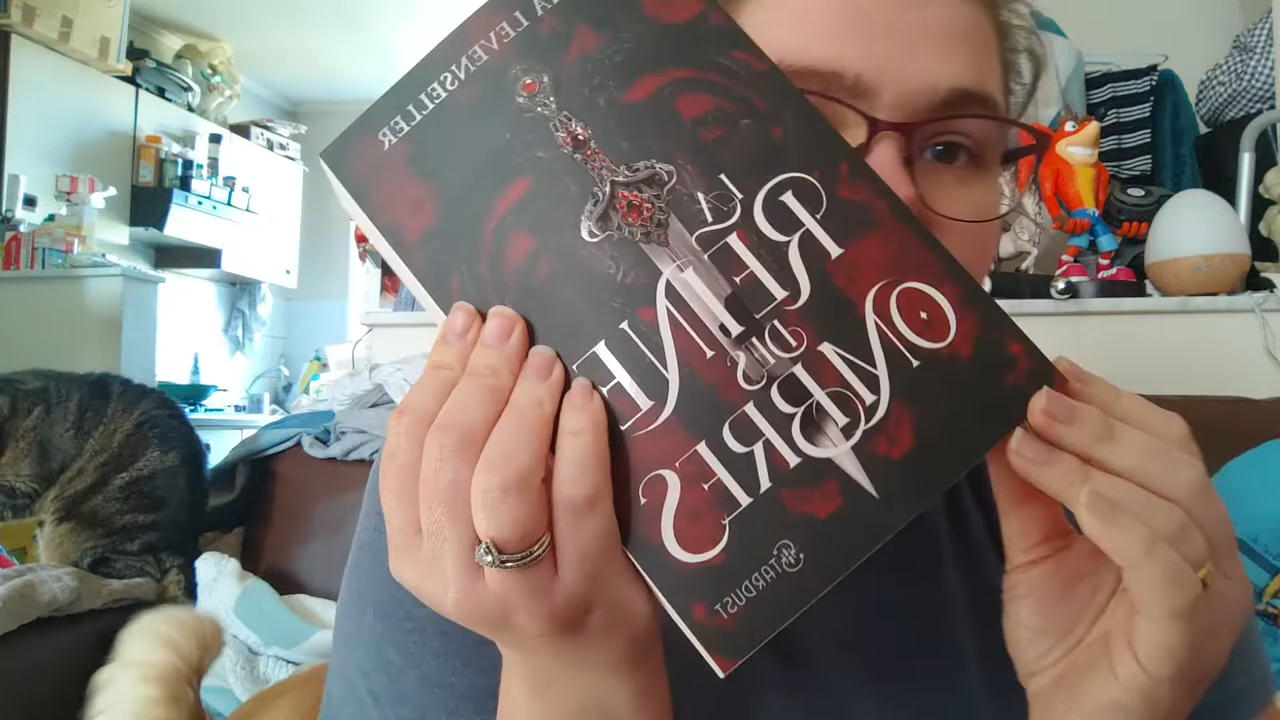 A LEVENSELLER
LA
REINE
DES
OMBRES
STARDUST